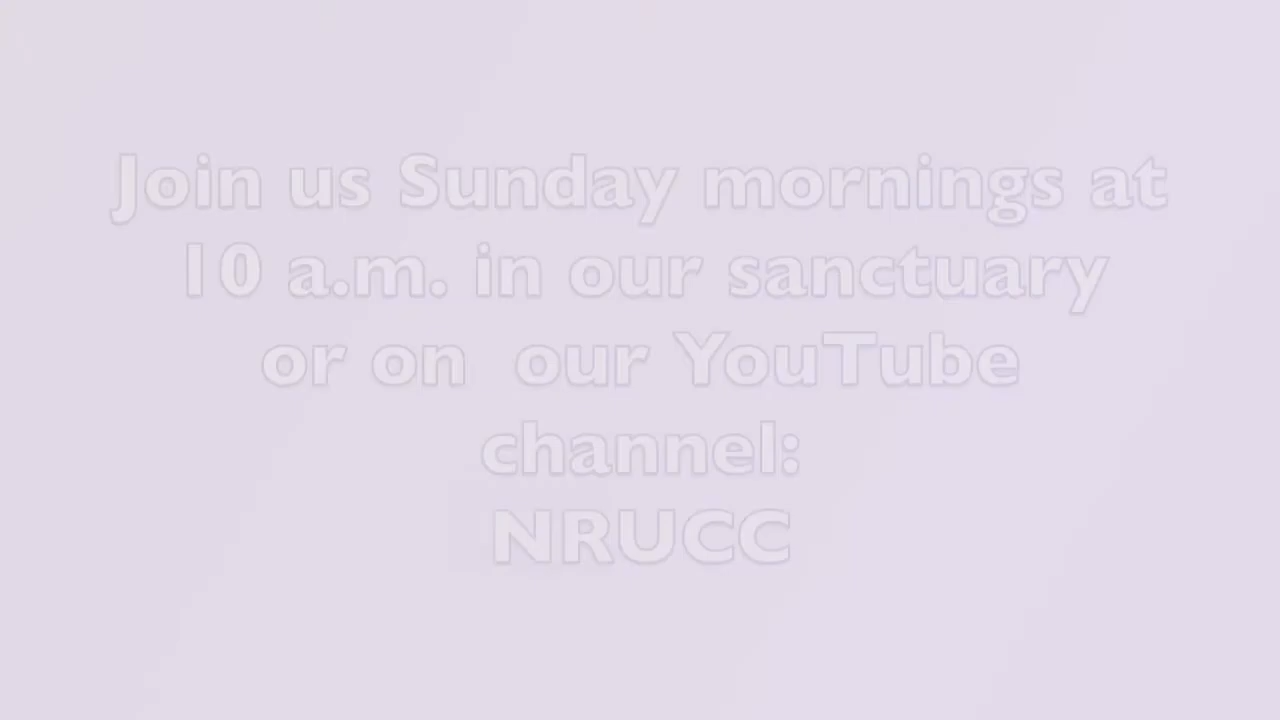 Join us Sunday mornings at
10 a.m. in our sanctuary
or on  our YouTube
channel:
NRUCC